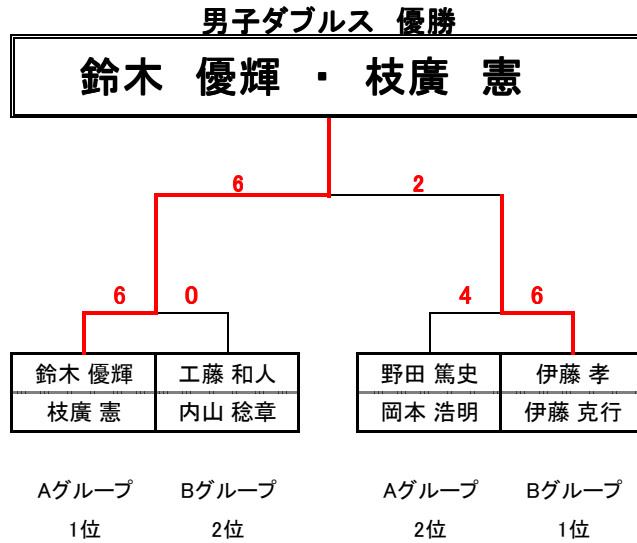 男子ダブルス 優勝
鈴木 優輝 ・ 枝廣 憲
6 2
6 0 4 6
鈴木 優輝 工藤 和人 野田 篤史 伊藤 孝
枝廣 憲 内山 稔章 岡本 浩明 伊藤 克行
Aグループ Bグループ Aグループ Bグループ
1位 2位 2位 1位